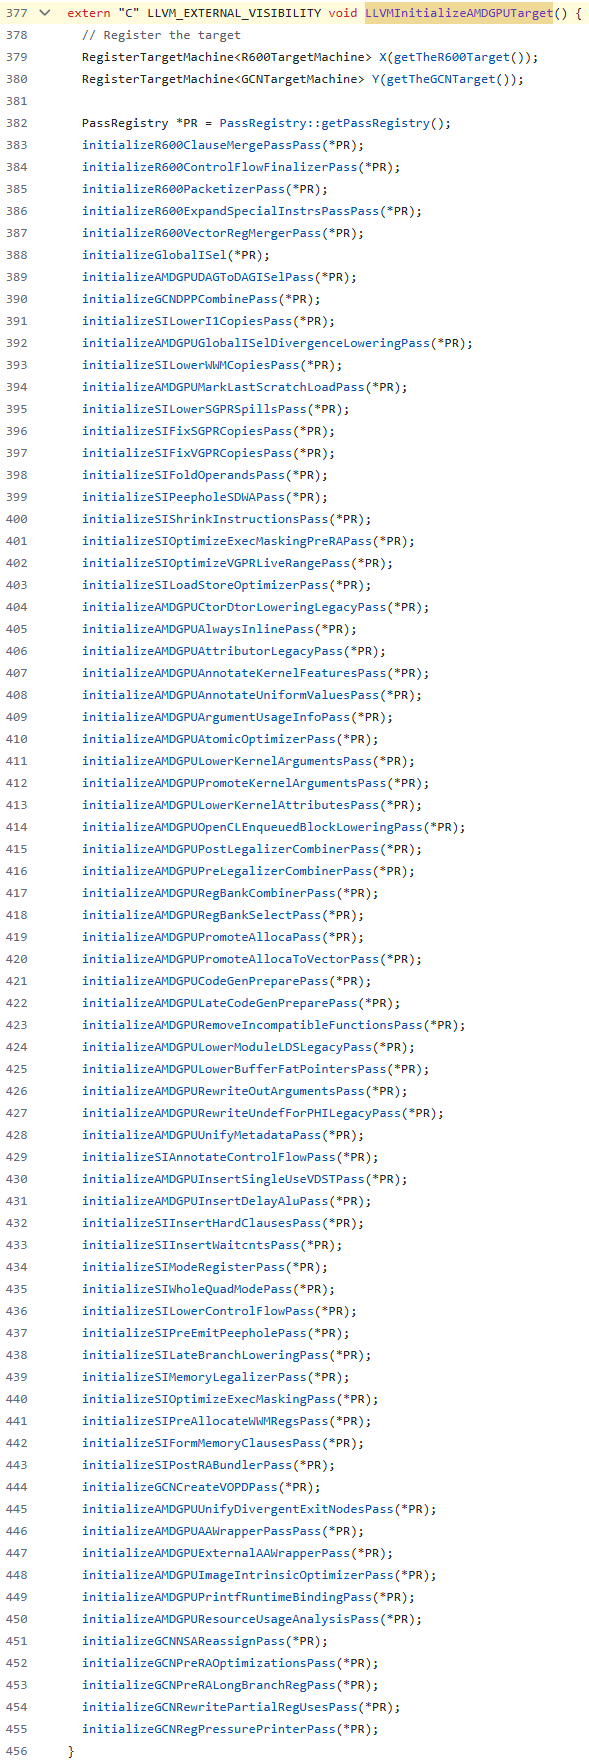 377 extern "C" LLVM_EXTERNAL_VISIBILITY void LLVMInitializeAMDGPUTarget() {
378 // Register the target
379 RegisterTargetMachine<R600TargetMachine> X(getTheR600Target());
380 RegisterTargetMachine<GCNTargetMachine> Y(getTheGCNTarget());
381
382 PassRegistry *PR = PassRegistry::getPassRegistry();
383 initializeR600ClauseMergePassPass(*PR);
384 initializeR600ControlFlowFinalizerPass(*PR);
385 initializeR600PacketizerPass(*PR);
386 initializeR600ExpandSpecialInstrsPassPass(*PR);
387 initializeR600VectorRegMergerPass(*PR);
388 initializeGlobalISel(*PR);
389 initializeAMDGPUDAGToDAGISelPass(*PR);
390 initializeGCNDPPCombinePass(*PR);
391 initializeSILowerI1CopiesPass(*PR);
392 initializeAMDGPUGlobalISelDivergenceLoweringPass(*PR);
393 initializeSILowerWWMCopiesPass(*PR);
394 initializeAMDGPUMarkLastScratchLoadPass(*PR);
395 initializeSILowerSGPRSpillsPass(*PR);
396 initializeSIFixSGPRCopiesPass(*PR);
397 initializeSIFixVGPRCopiesPass(*PR);
398 initializeSIFoldOperandsPass(*PR);
399 initializeSIPeepholeSDWAPass(*PR);
400 initializeSIShrinkInstructionsPass(*PR);
401 initializeSIOptimizeExecMaskingPreRAPass(*PR);
402 initializeSIOptimizeVGPRLiveRangePass(*PR);
403 initializeSILoadStoreOptimizerPass(*PR);
404 initializeAMDGPUCtorDtorLoweringLegacyPass(*PR);
405 initializeAMDGPUAlwaysInlinePass(*PR);
406 initializeAMDGPUAttributorLegacyPass(*PR);
407 initializeAMDGPUAnnotateKernelFeaturesPass(*PR);
408 initializeAMDGPUAnnotateUniformValuesPass(*PR);
409 initializeAMDGPUArgumentUsageInfoPass(*PR);
410 initializeAMDGPUAtomicOptimizerPass(*PR);
411 initializeAMDGPULowerKernelArgumentsPass(*PR);
412 initializeAMDGPUPromoteKernelArgumentsPass(*PR);
413 initializeAMDGPULowerKernelAttributesPass(*PR);
414 initializeAMDGPUOpenCLEnqueuedBlockLoweringPass(*PR);
415 initializeAMDGPUPostLegalizerCombinerPass(*PR);
416 initializeAMDGPUPreLegalizerCombinerPass(*PR);
417 initializeAMDGPURegBankCombinerPass(*PR);
418 initializeAMDGPURegBankSelectPass(*PR);
419 initializeAMDGPUPromoteAllocaPass(*PR);
420 initializeAMDGPUPromoteAllocaToVectorPass(*PR);
421 initializeAMDGPUCodeGenPreparePass(*PR);
422 initializeAMDGPULateCodeGenPreparePass(*PR);
423 initializeAMDGPURemoveIncompatibleFunctionsPass(*PR);
424 initializeAMDGPULowerModuleLDSLegacyPass(*PR);
425 initializeAMDGPULowerBufferFatPointersPass(*PR);
426 initializeAMDGPURewriteOutArgumentsPass(*PR);
427 initializeAMDGPURewriteUndefForPHILegacyPass(*PR);
428 initializeAMDGPUUnifyMetadataPass(*PR);
429 initializeSIAnnotateControlFlowPass(*PR);
430 initializeAMDGPUInsertSingleUseVDSTPass(*PR);
431 initializeAMDGPUInsertDelayAluPass(*PR);
432 initializeSIInsertHardClausesPass(*PR);
433 initializeSIInsertWaitcntsPass(*PR);
434 initializeSIModeRegisterPass(*PR);
435 initializeSIWholeQuadModePass(*PR);
436 initializeSILowerControlFlowPass(*PR);
437 initializeSIPreEmitPeepholePass(*PR);
438 initializeSILateBranchLoweringPass(*PR);
439 initializeSIMemoryLegalizerPass(*PR);
440 initializeSIOptimizeExecMaskingPass(*PR);
441 initializeSIPreAllocateWWMRegsPass(*PR);
442 initializeSIFormMemoryClausesPass(*PR);
443 initializeSIPostRABundlerPass(*PR);
444 initializeGCNCreateVOPDPass(*PR);
445 initializeAMDGPUUnifyDivergentExitNodesPass(*PR);
446 initializeAMDGPUAAWrapperPassPass(*PR);
447 initializeAMDGPUExternalAAWrapperPass(*PR);
448 initializeAMDGPUImageIntrinsicOptimizerPass(*PR);
449 initializeAMDGPUPrintfRuntimeBindingPass(*PR);
450 initializeAMDGPUResourceUsageAnalysisPass(*PR);
451 initializeGCNNSAReassignPass(*PR);
452 initializeGCNPreRAOptimizationsPass(*PR);
453 initializeGCNPreRALongBranchRegPass(*PR);
454 initializeGCNRewritePartialRegUsesPass(*PR);
455 initializeGCNRegPressurePrinterPass(*PR);
456 }